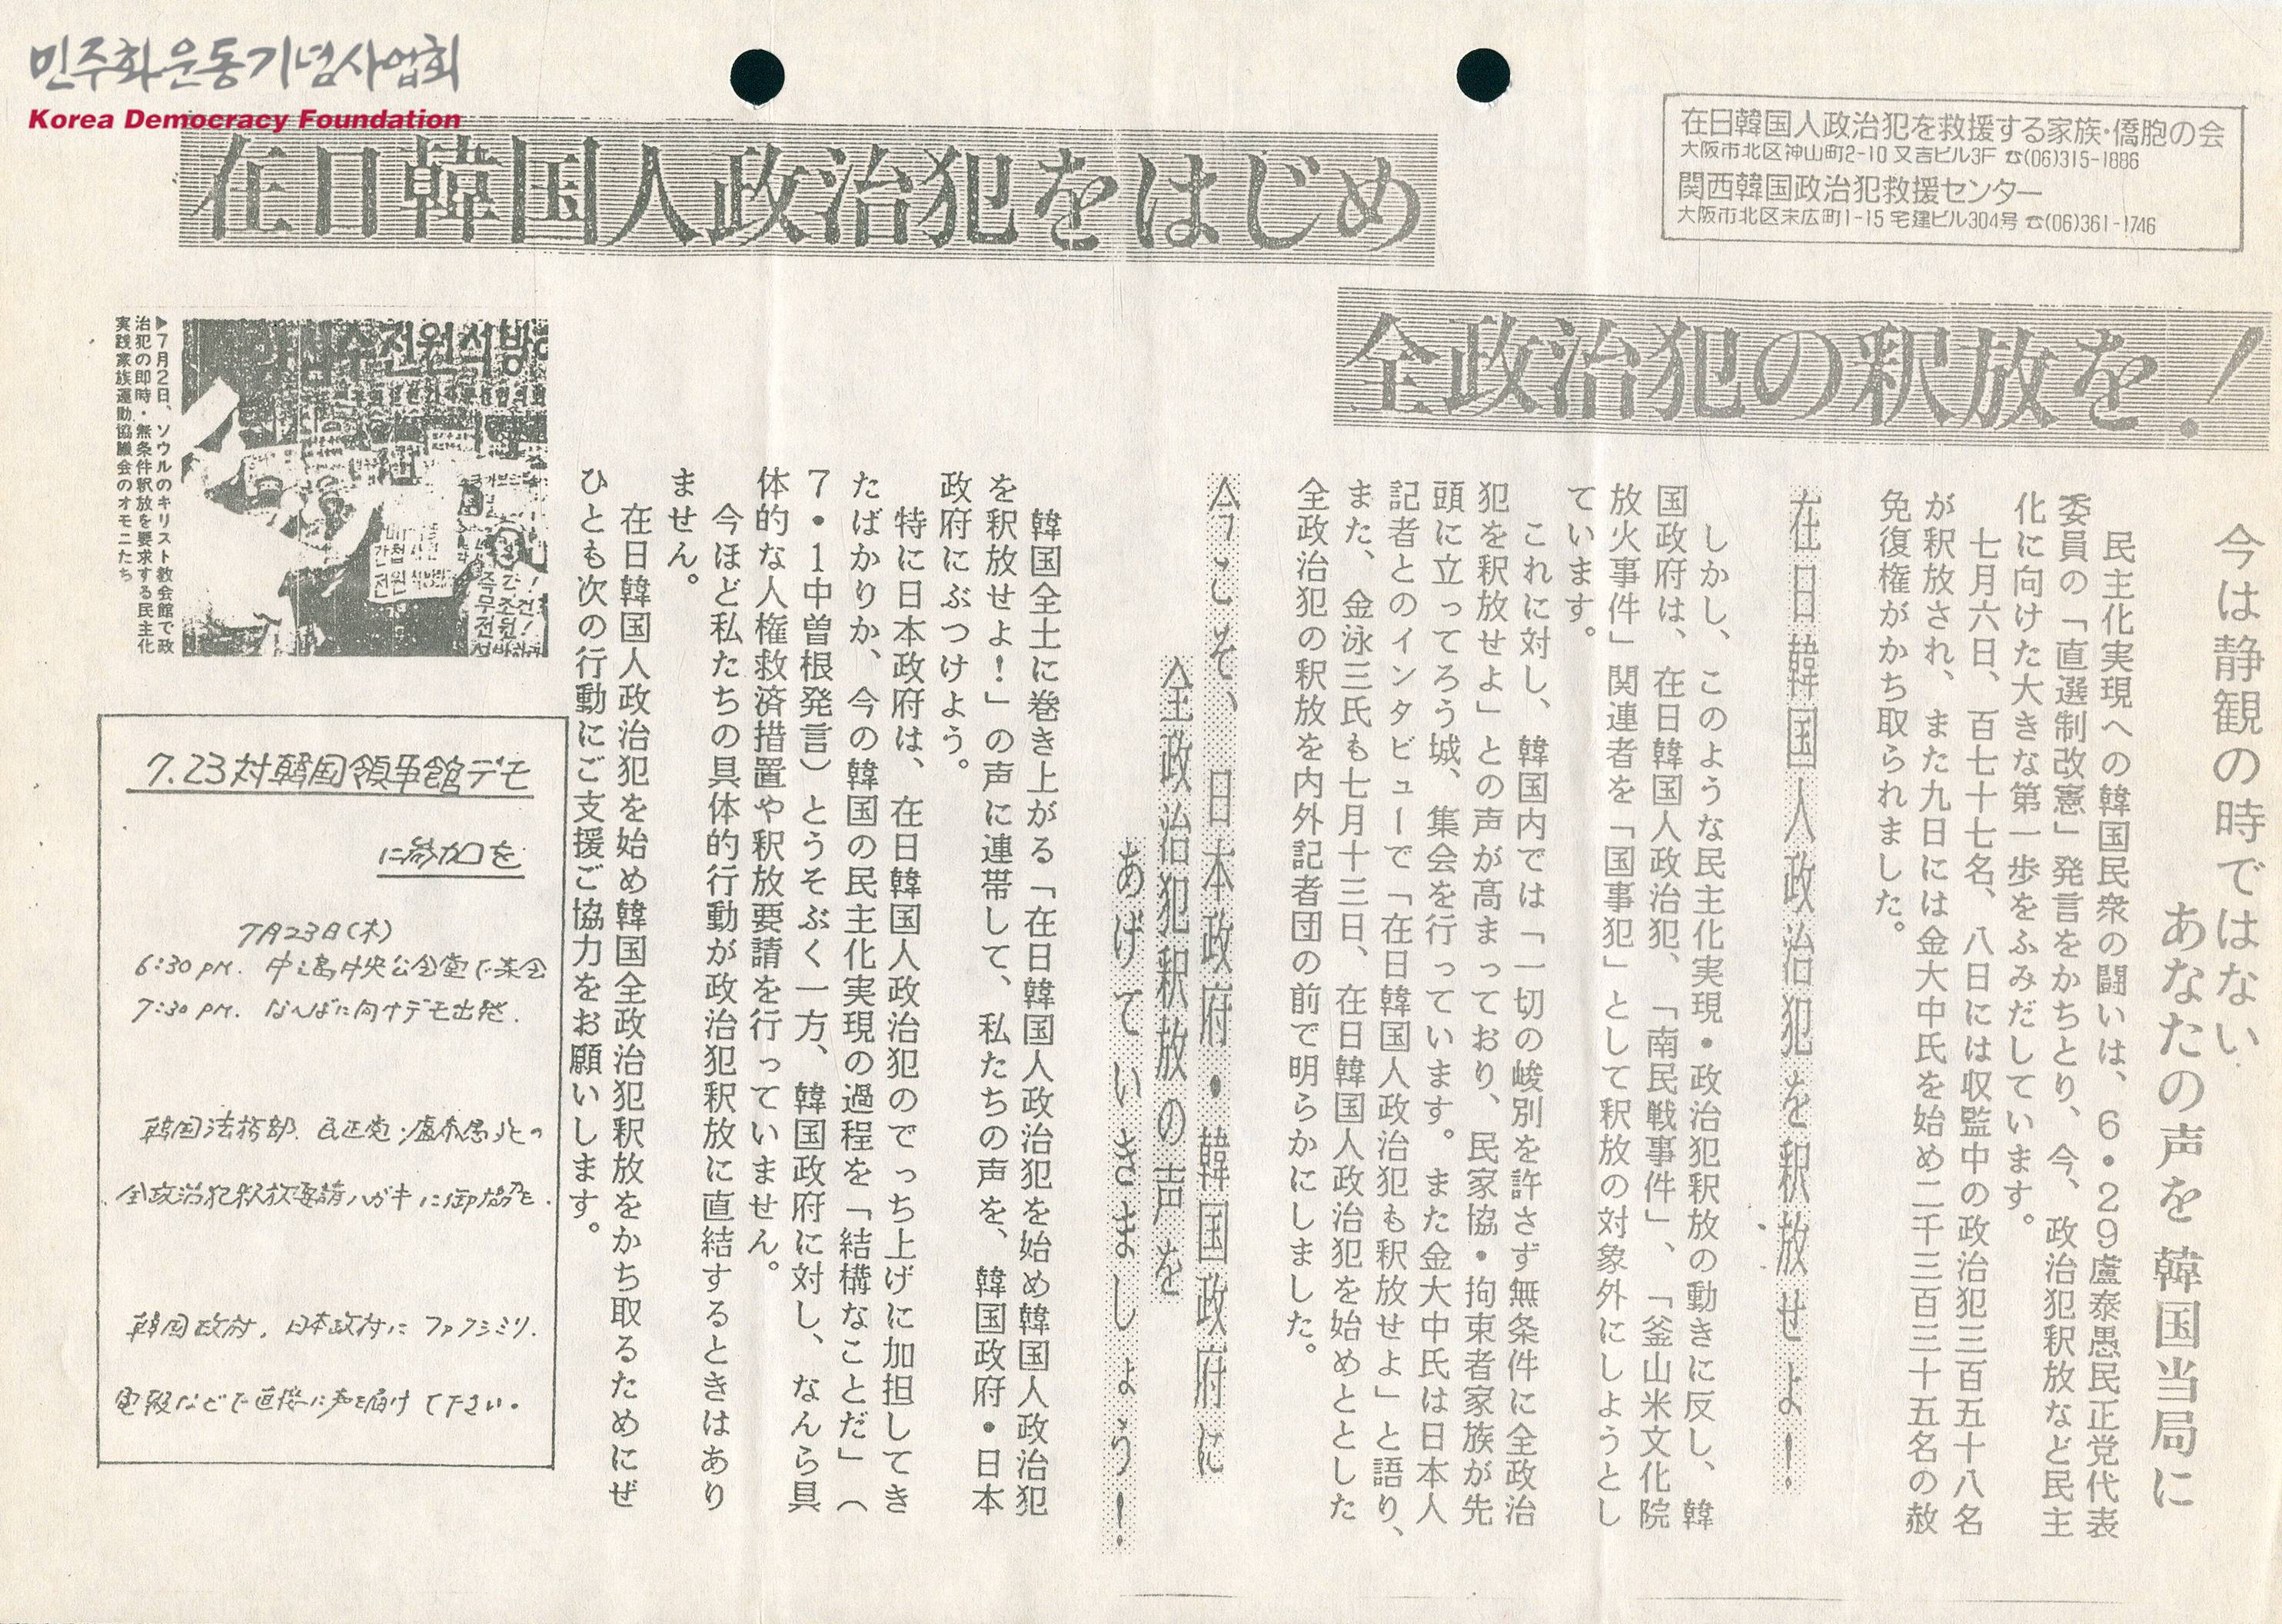 민주화운동기념사업회
Korea Democracy Foundation
在日韓国人政治犯を救援する家族・僑胞の会
大阪市北区神山町2-10 又吉ビル3F ☎(06)315-1886
関西韓国政治犯救援センター
大阪市北区末広町1-15 宅建ビル304号 ☎(06)361-1746
在日韓国人政治犯をはじめ
全政治犯の釈放を!
今は静観の時ではない
あなたの声を韓国当局に
民主化実現への韓国民衆の闘いは、6・29盧泰愚民正党代表
委員の「直選制改憲」発言をかちとり、今、政治犯釈放など民主
化に向けた大きな第一歩をふみだしています。
七月六日、百七十七名、八日には収監中の政治犯三百五十八名
が釈放され、また九日には金大中氏を始め二千三百三十五名の赦
免復権がかち取られました。
在日韓国人政治犯を釈放せよ!
しかし、このような民主化実現・政治犯釈放の動きに反し、韓
国政府は、在日韓国人政治犯、「南民戦事件」、「釜山米文化院
放火事件」関連者を「国事犯」として釈放の対象外にしようとし
ています。
これに対し、韓国内では「一切の峻別を許さず無条件に全政治
犯を釈放せよ」との声が高まっており、民家協・拘束者家族が先
頭に立ってろう城、集会を行っています。また金大中氏は日本人
記者とのインタビューで「在日韓国人政治犯も釈放せよ」と語り、
また、金泳三氏も七月十三日、在日韓国人政治犯を始めとした
全政治犯の釈放を内外記者団の前で明らかにしました。
今こそ、日本政府・韓国政府に
全政治犯釈放の声を
あげていきましょう!
韓国全土に巻き上がる「在日韓国人政治犯を始め韓国人政治犯
を釈放せよ!」の声に連帯して、私たちの声を、韓国政府・日本
政府にぶつけよう。
特に日本政府は、在日韓国人政治犯のでっち上げに加担してき
たばかりか、今の韓国の民主化実現の過程を「結構なことだ」(
7・1中曽根発言)とうそぶく一方、韓国政府に対し、なんら具
体的な人権救済措置や釈放要請を行っていません。
今ほど私たちの具体的行動が政治犯釈放に直結するときはあり
ません。
在日韓国人政治犯を始め韓国全政治犯釈放をかち取るためにぜ
ひとも次の行動にご支援ご協力をお願いします。
수전원석방
▶7月2日、ソウルのキリスト教会館で政
治犯の即時・無条件釈放を要求する民主化
実践家族運動協議会のオモニたち
7.23対韓国領事館デモ
に参加を
7月23日(木)
6:30 PM. 中之島中央公会堂で集会
7:30 PM. なんばに向けデモ出発.
韓国法務部. 民正党・盧泰愚氏への
全政治犯釈放要請ハガキに御協力を.
韓国政府, 日本政府に ファクシミリ.
電報などで直接に声を届けて下さい.